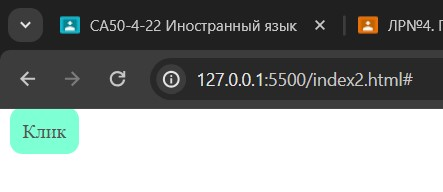 СА50-4-22 Иностранный язык
ЛР№4. Г
127.0.0.1:5500/index2.html#
Клик